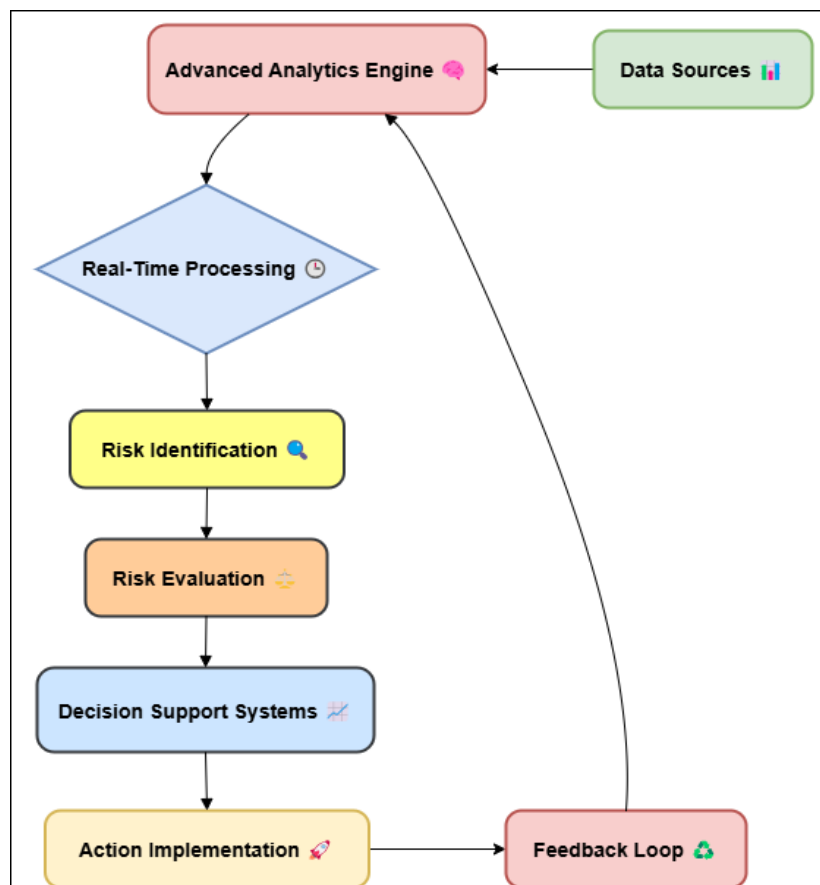 Advanced Analytics Engine 🧠
Data Sources 📊
Real-Time Processing 🕒
Risk Identification 🔍
Risk Evaluation ⚖️
Decision Support Systems 📈
Action Implementation 🚀
Feedback Loop ♻️